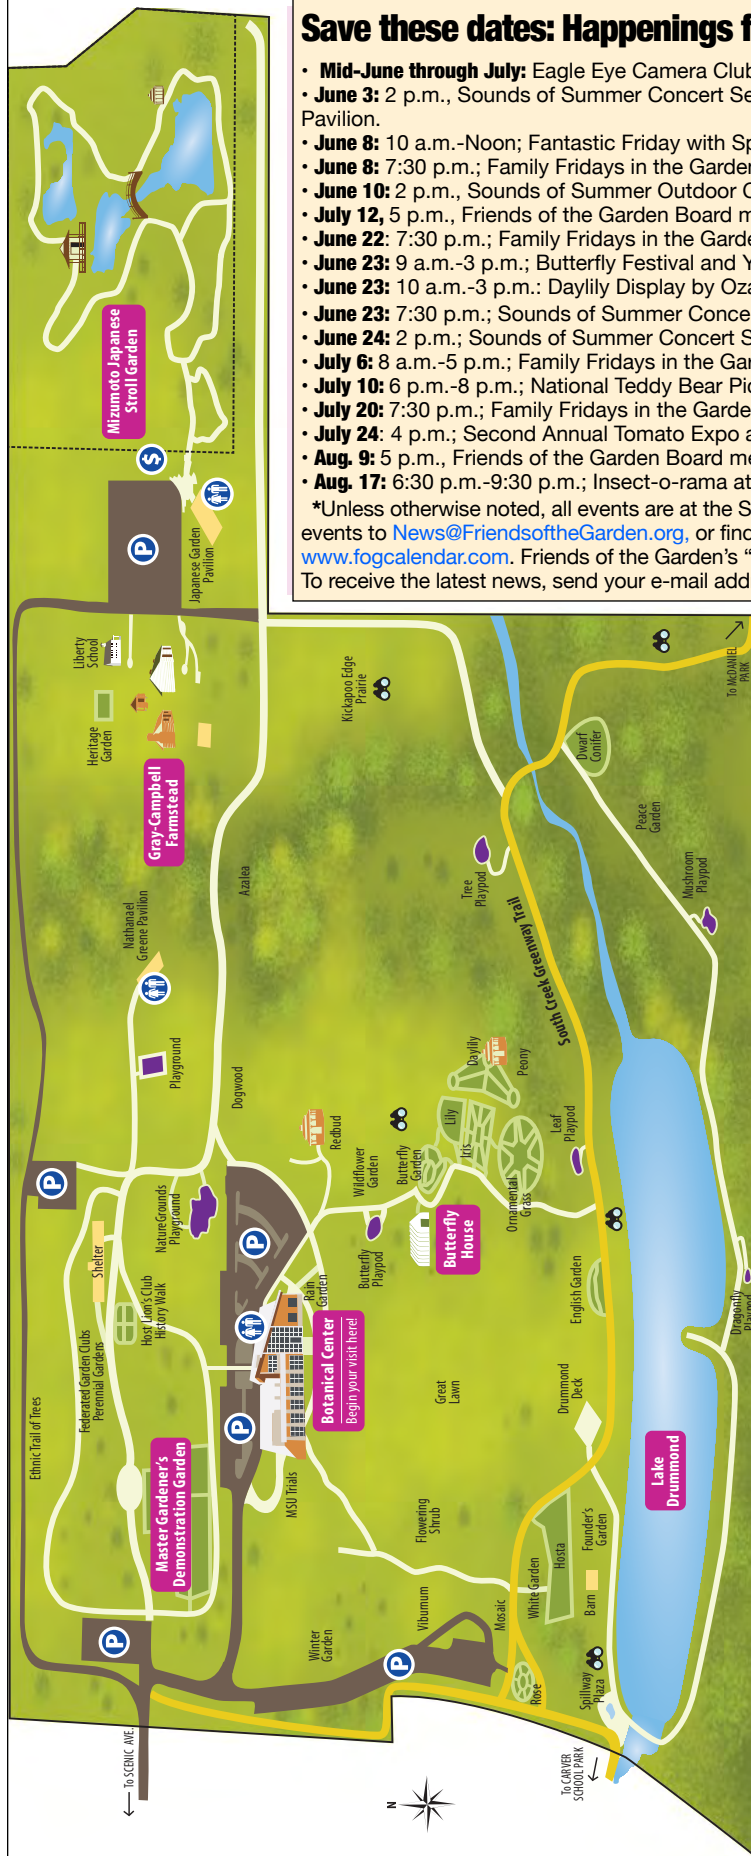 Save these dates: Happenings f
• Mid-June through July: Eagle Eye Camera Club
• June 3: 2 p.m., Sounds of Summer Concert Se
Pavilion.
• June 8: 10 a.m.-Noon; Fantastic Friday with Sp
• June 8: 7:30 p.m.; Family Fridays in the Garden
• June 10: 2 p.m., Sounds of Summer Outdoor C
• July 12, 5 p.m., Friends of the Garden Board m
• June 22: 7:30 p.m.; Family Fridays in the Garde
• June 23: 9 a.m.-3 p.m.; Butterfly Festival and Y
• June 23: 10 a.m.-3 p.m.: Daylily Display by Oza
• June 23: 7:30 p.m.; Sounds of Summer Conce
• June 24: 2 p.m.; Sounds of Summer Concert S
• July 6: 8 a.m.-5 p.m.; Family Fridays in the Gar
• July 10: 6 p.m.-8 p.m.; National Teddy Bear Pic
• July 20: 7:30 p.m.; Family Fridays in the Garde
• July 24: 4 p.m.; Second Annual Tomato Expo a
• Aug. 9: 5 p.m., Friends of the Garden Board me
• Aug. 17: 6:30 p.m.-9:30 p.m.; Insect-o-rama at
*Unless otherwise noted, all events are at the S
events to News@FriendsoftheGarden.org, or find
www.fogcalendar.com. Friends of the Garden's "
To receive the latest news, send your e-mail add
Mizumoto Japanese
Stroll Garden
$
P
Japanese Garden
Pavilion
Liberty
School
Heritage
Garden
Gray-Campbell
Farmstead
Kickapoo Edge
Prairie
To McDANIEL
PARK
Dwarf
Conifer
Peace
Garden
Mushroom
Playpod
Tree
Playpod
South Creek Greenway Trail
Azalea
Nathanael
Greene Pavilion
Playground
Dogwood
Redbud
Daylily
Peony
Lily
Iris
Leaf
Playpod
Wildflower
Garden
Butterfly
Garden
Ornamental
Grass
Butterfly
House
Butterfly
Playpod
P
NatureGrounds
Playground
Shelter
Host Lion's Club
History Walk
P
Rain
Garden
Botanical Center
Begin your visit here!
English Garden
Dragonfly
Playpod
Federated Garden Clubs
Perennial Gardens
Ethnic Trail of Trees
Master Gardener's
Demonstration Garden
P
MSU Trials
Great
Lawn
Drummond
Deck
Lake
Drummond
Flowering
Shrub
Founder's
Garden
Hosta
White Garden
Barn
Mosaic
Viburnum
Winter
Garden
P
P
Rose
Spillway
Plaza
To SCENIC AVE.
To CARVER
SCHOOL PARK
N